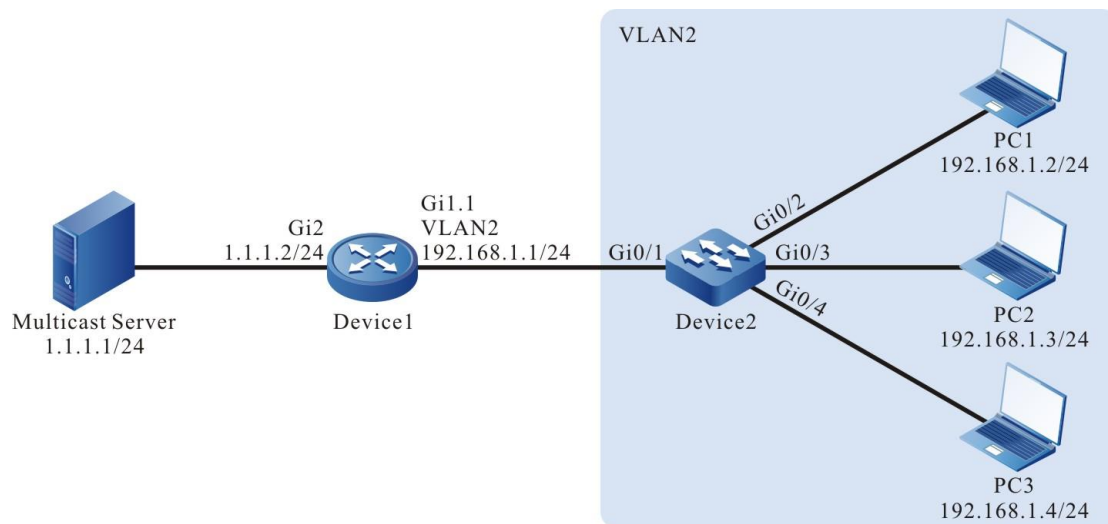 VLAN2
PC1
192.168.1.2/24
Gi0/2
Gi1.1
VLAN2
192.168.1.1/24
Gi2
1.1.1.2/24
Gi0/1
Gi0/3
Gi0/4
Multicast Server
1.1.1.1/24
Device1
Device2
PC2
192.168.1.3/24
PC3
192.168.1.4/24